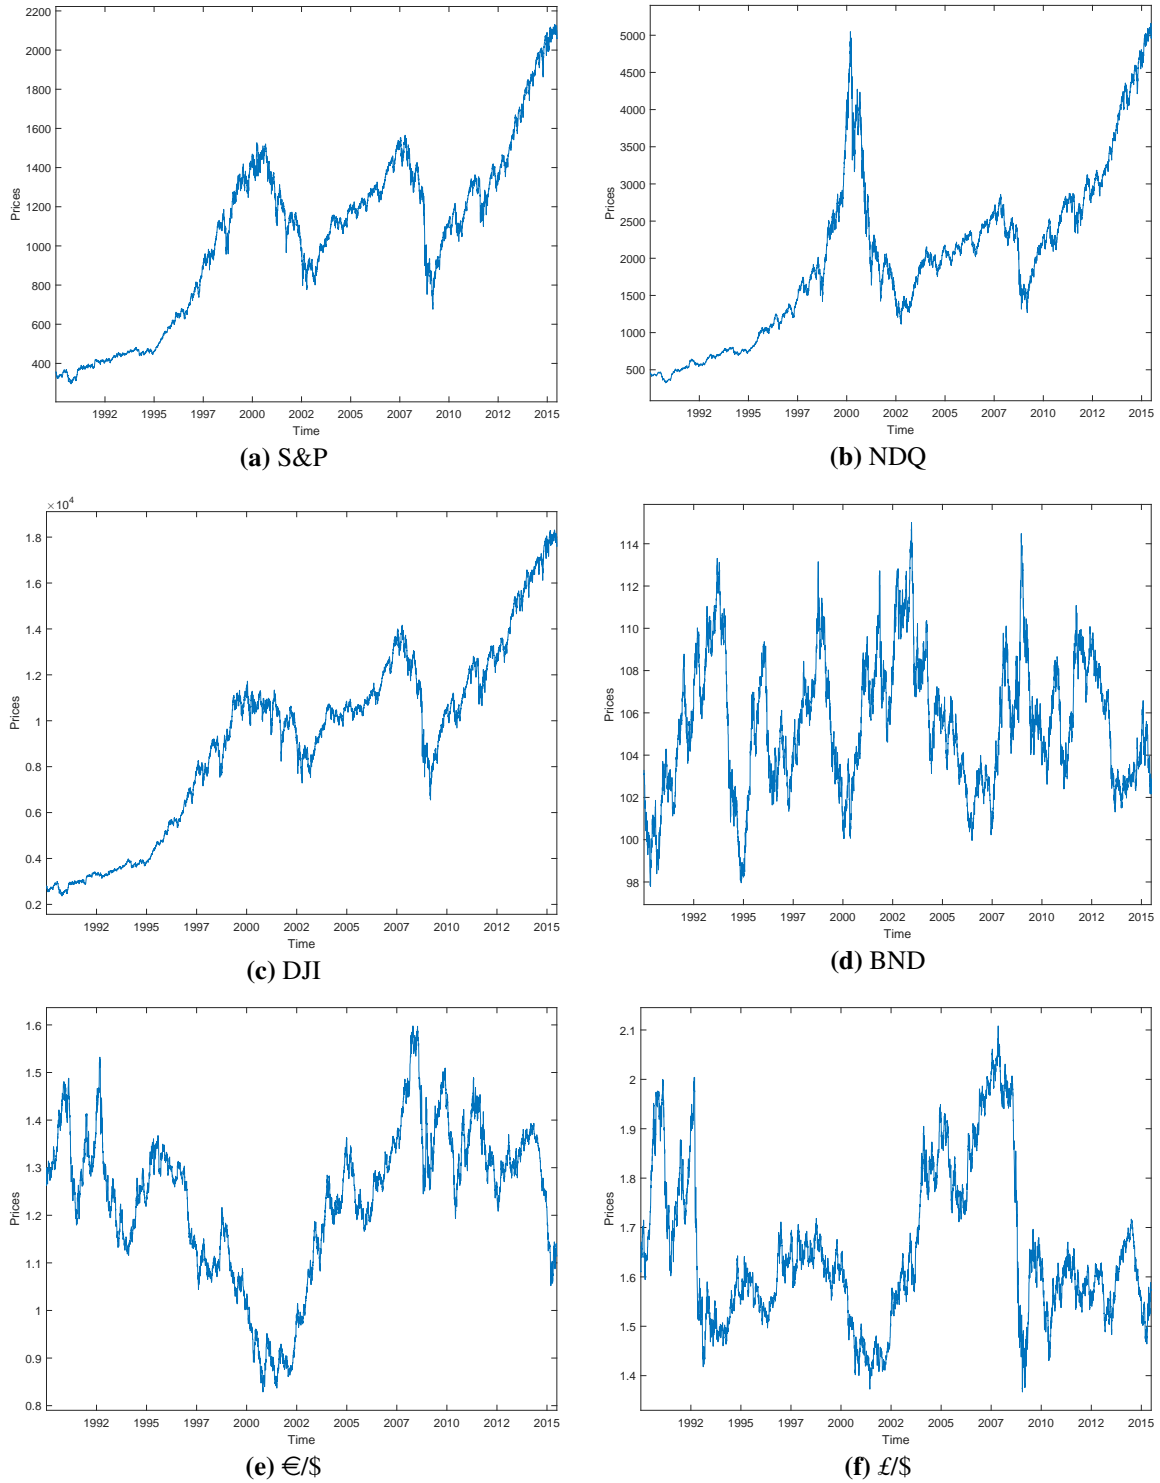 2200
2000
1800
1600
1400
1200
1000
800
600
400
Prices
1992 1995 1997 2000 2002 2005 2007 2010 2012 2015
Time
(a) S&P
5000
4500
4000
3500
3000
2500
2000
1500
1000
500
Prices
1992 1995 1997 2000 2002 2005 2007 2010 2012 2015
Time
(b) NDQ
×10^4
1.8
1.6
1.4
1.2
1
0.8
0.6
0.4
0.2
Prices
1992 1995 1997 2000 2002 2005 2007 2010 2012 2015
Time
(c) DJI
114
112
110
108
106
104
102
100
98
Prices
1992 1995 1997 2000 2002 2005 2007 2010 2012 2015
Time
(d) BND
1.6
1.5
1.4
1.3
1.2
1.1
1
0.9
0.8
Prices
1992 1995 1997 2000 2002 2005 2007 2010 2012 2015
Time
(e) €/$
2.1
2
1.9
1.8
1.7
1.6
1.5
1.4
Prices
1992 1995 1997 2000 2002 2005 2007 2010 2012 2015
Time
(f) £/$